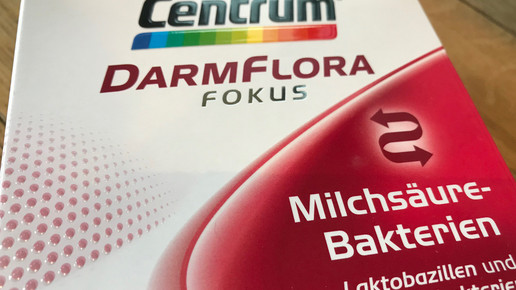 Centrum®
DARMFLORA
FOKUS
Milchsäure-
Bakterien
Laktobazillen und